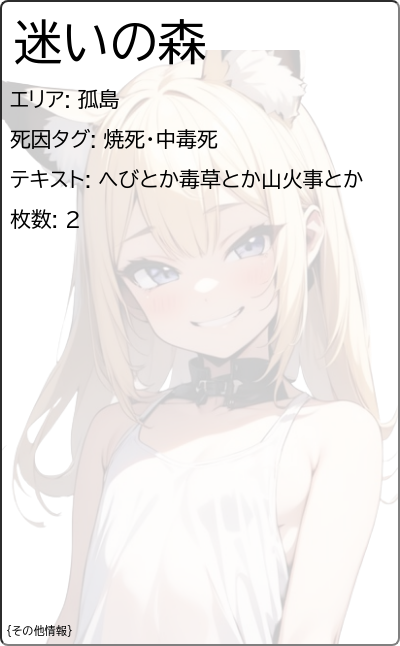 迷いの森
エリア: 孤島
死因タグ: 焼死・中毒死
テキスト: へびとか毒草とか山火事とか
枚数: 2
{その他情報}